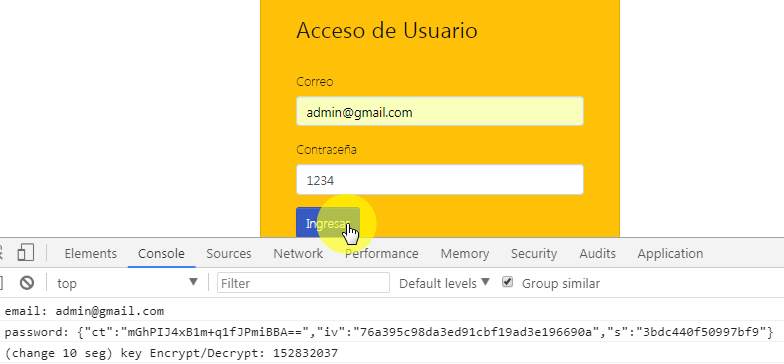 Acceso de Usuario
Correo
admin@gmail.com
Contraseña
1234
Ingresar
Elements Console Sources Network Performance Memory Security Audits Application
top Filter Default levels Group similar
email: admin@gmail.com
password: {"ct":"mGhPIJ4xB1m+q1fJPmiBBA==","iv":"76a395c98da3ed91cbf19ad3e196690a","s":"3bdc440f50997bf9"}
(change 10 seg) key Encrypt/Decrypt: 152832037